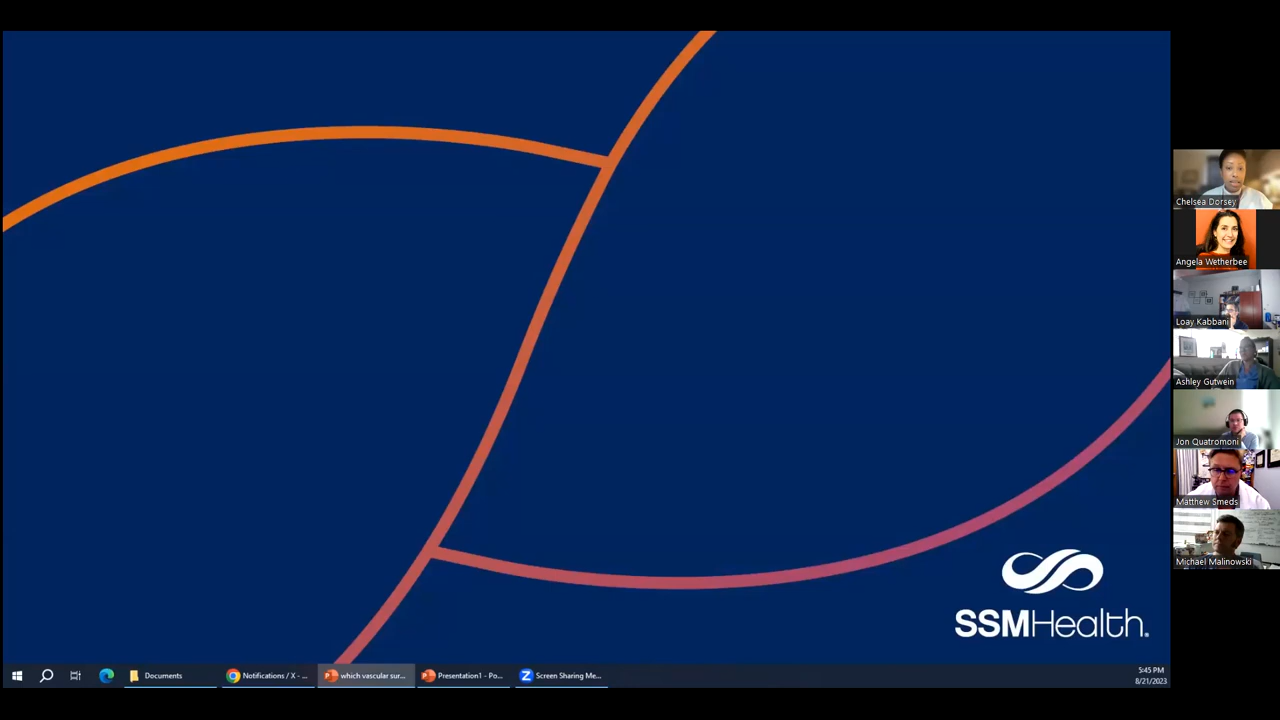 Chelsea Dorsey
Angela Wetherbee
Loay Kabbani
Ashley Gutwein
Jon Quatromoni
Matthew Smeds
Michael Malinowski
SSMHealth®
Documents
Notifications / X - ...
which vascular sur...
Presentation1 - Po...
Screen Sharing Me...
5:45 PM
8/21/2023